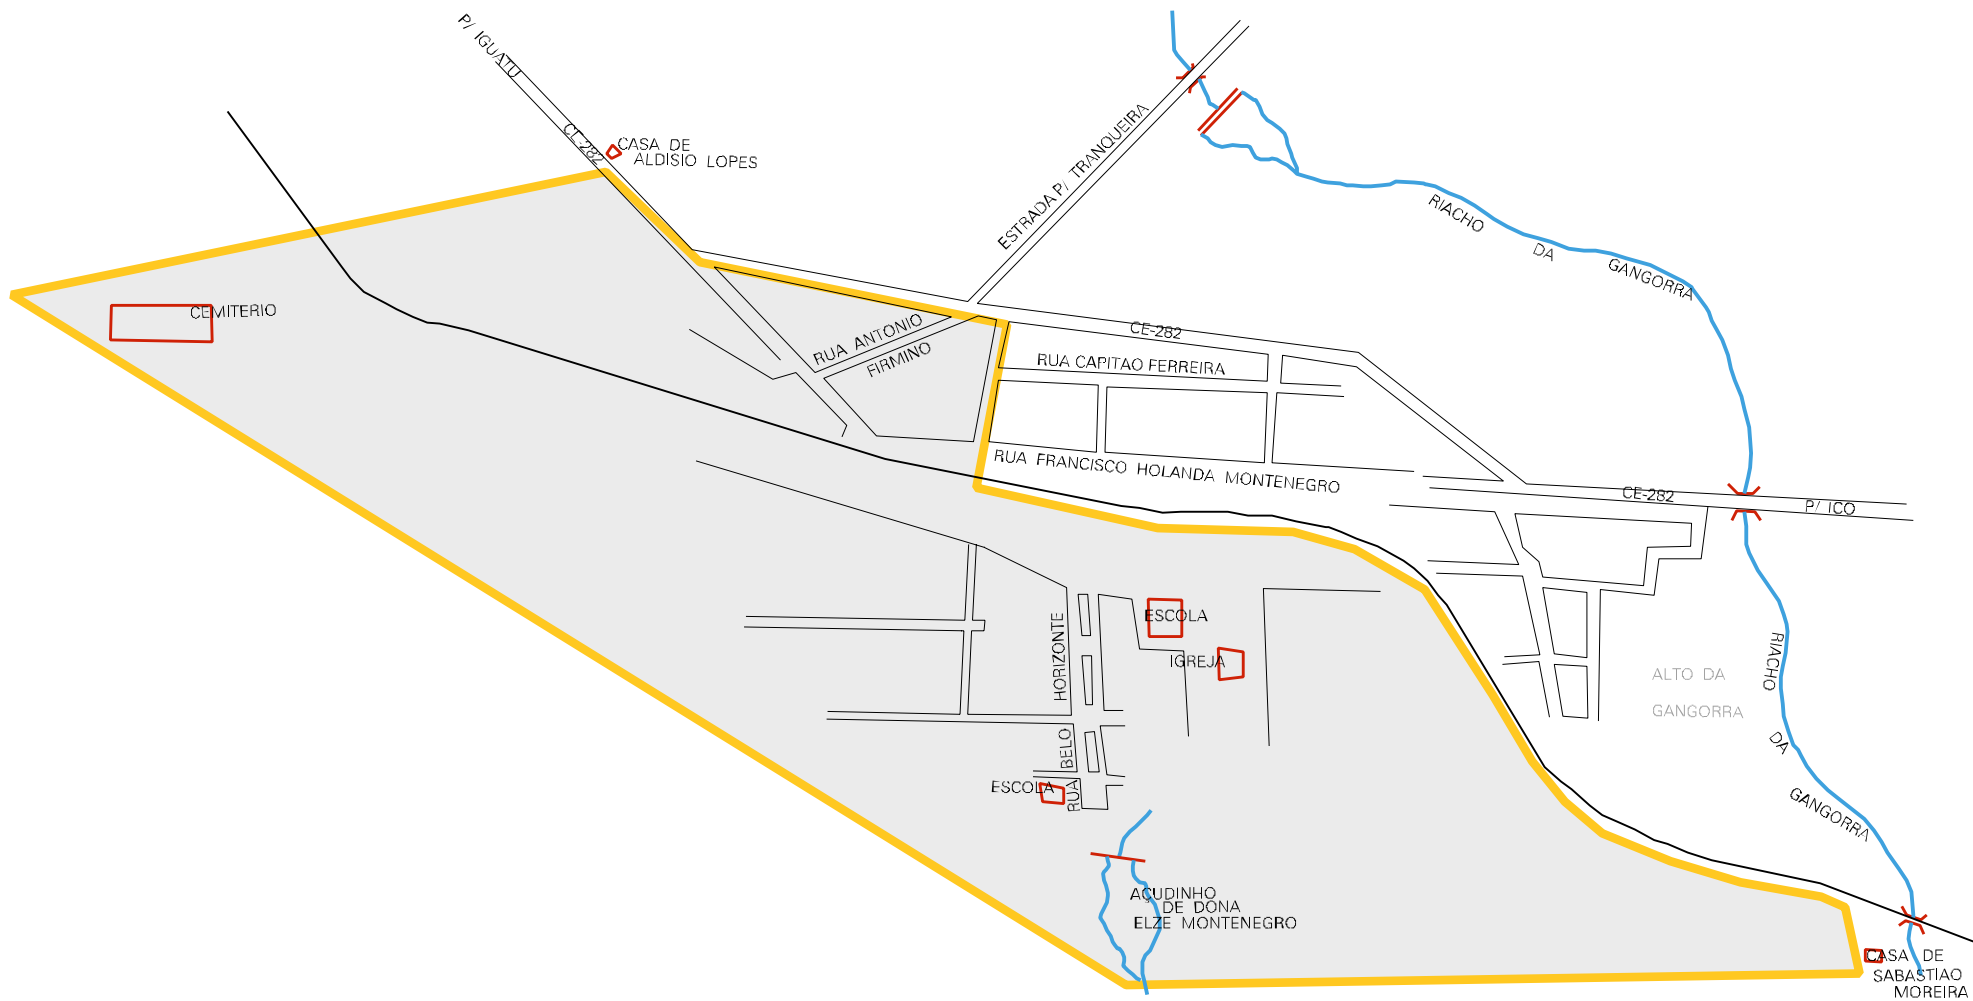 P/ IGUATU
CE-282
CASA DE
ALDISIO LOPES
ESTRADA P/ TRANQUEIRA
RIACHO
DA
GANGORRA
CEMITERIO
RUA ANTONIO
FIRMINO
CE-282
RUA CAPITAO FERREIRA
RUA FRANCISCO HOLANDA MONTENEGRO
CE-282
P/ ICO
ESCOLA
IGREJA
RUA BELO HORIZONTE
ESCOLA
ALTO DA
GANGORRA
RIACHO
DA
GANGORRA
AÇUDINHO
DE DONA
ELZE MONTENEGRO
CASA DE
SABASTIAO
MOREIRA